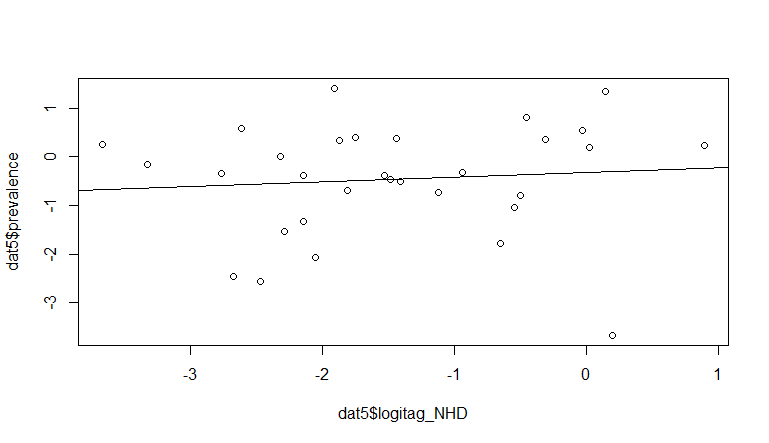 1
0
-1
-2
-3
dat5$prevalence
-3 -2 -1 0 1
dat5$logitag_NHD